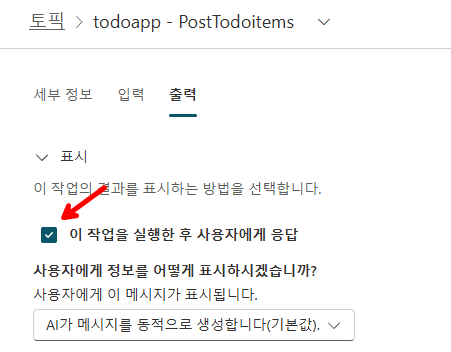 토픽 > todoapp - PostTodoitems
세부 정보 입력 출력
표시
이 작업의 결과를 표시하는 방법을 선택합니다.
이 작업을 실행한 후 사용자에게 응답
사용자에게 정보를 어떻게 표시하시겠습니까?
사용자에게 이 메시지가 표시됩니다.
AI가 메시지를 동적으로 생성합니다(기본값).